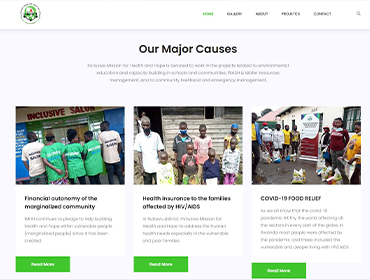 HOME
GALLERY
ABOUT
PROJECTS
CONTACT
Our Major Causes
Inclusive Mission for Health and Hope is devoted to work in the projects related to environmental
education and capacity building in schools and communities, forest & water resources
management, and to community livelihood and emergency management.
INCLUSIVE SALON
Financial autonomy of the
marginalized community
IMHH continues to pledge to help building
health and hope within vulnerable people
(marginalized people) since it has been
created.
Read More
Health insurance to the families
affected by HIV/AIDS
In Rubavu district, Inclusive Mission for
Health and Hope to address the human
health needs especially in the vulnerable
and poor families.
Read More
COVID-19 FOOD RELIEF
As we all know that the covid-19
pandemic hit the world affecting all
the sectors in every part of the globe. In
Rwanda most people were affected by
the pandemic and these included the
vulnerable and people living with HIV/AIDS.
Read More